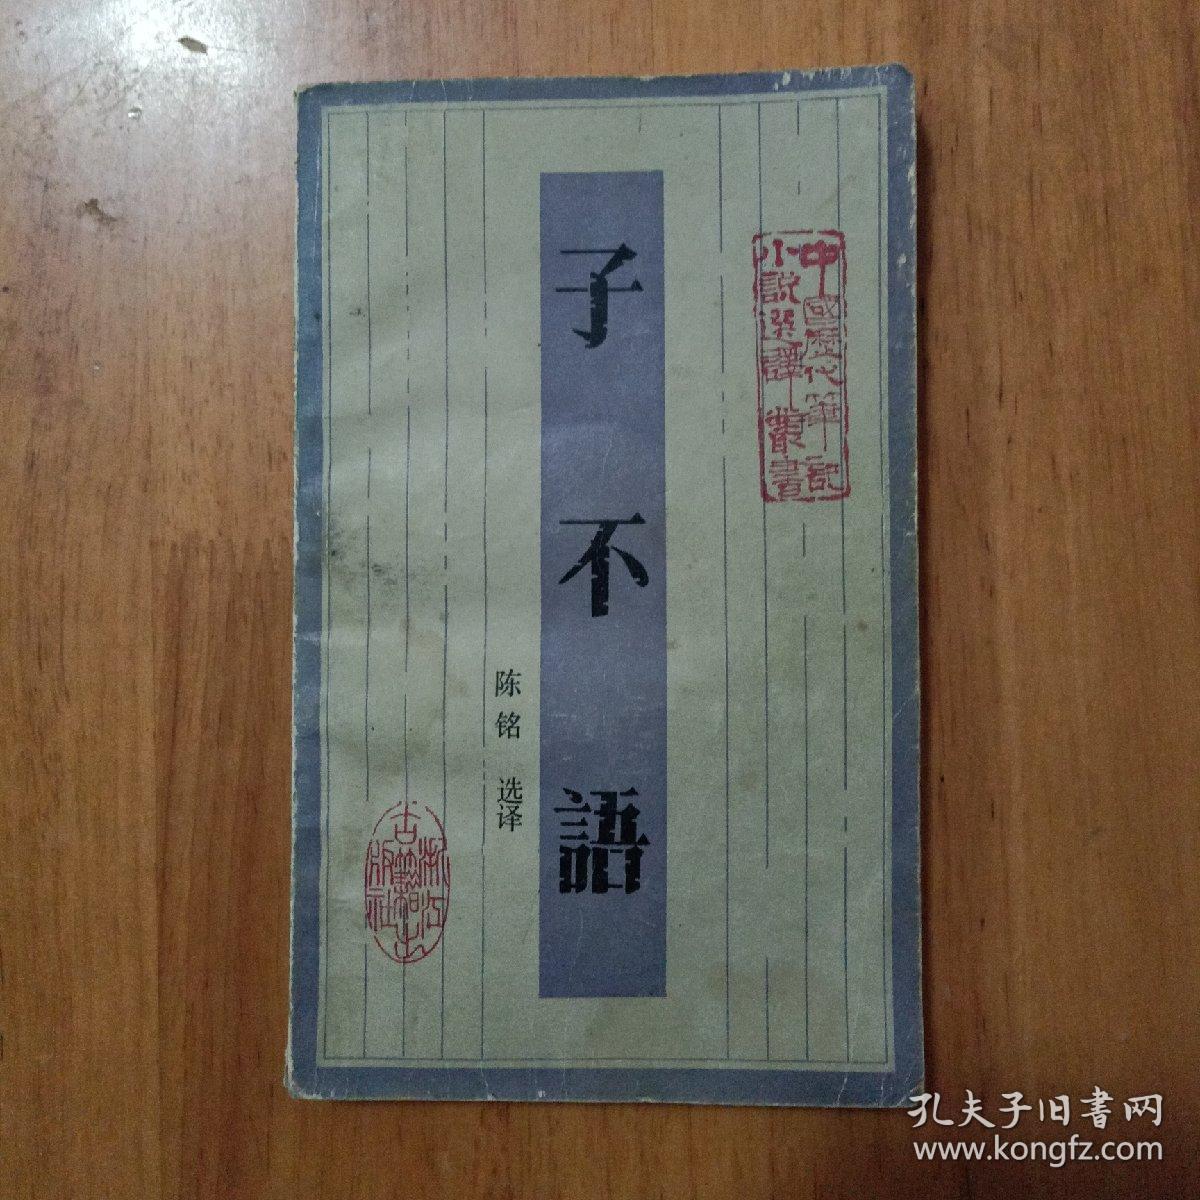 中國歷代筆記
小說選譯叢書
子不語
陈铭 选译
浙江
古籍出
版社
孔夫子旧書网
www.kongfz.com